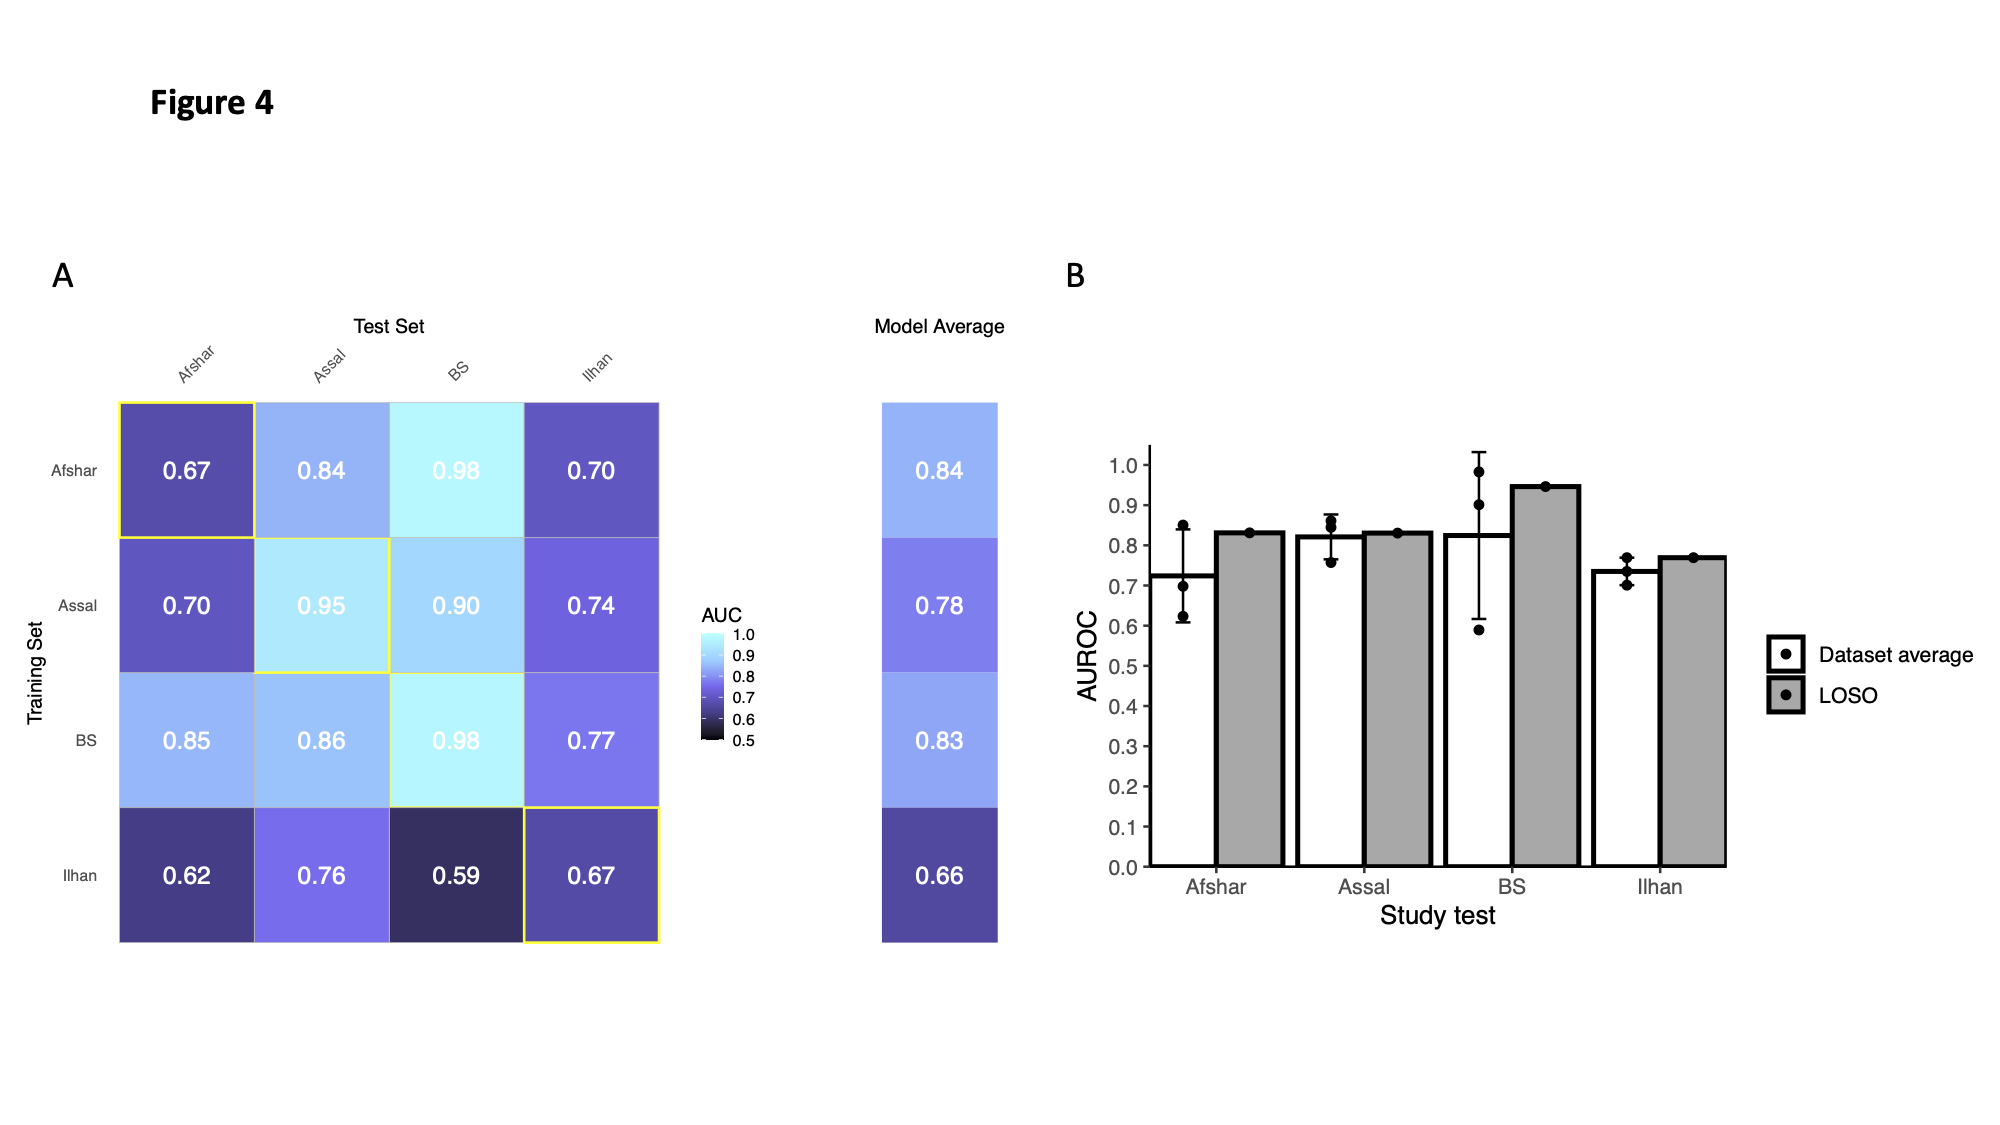 Figure 4
A
Test Set
Model Average
Afshar
Assal
BS
Ilhan
Training Set
Afshar
0.67
0.84
0.98
0.70
0.84
Assal
0.70
0.95
0.90
0.74
0.78
BS
0.85
0.86
0.98
0.77
0.83
Ilhan
0.62
0.76
0.59
0.67
0.66
AUC
1.0
0.9
0.8
0.7
0.6
0.5
B
AUROC
1.0
0.9
0.8
0.7
0.6
0.5
0.4
0.3
0.2
0.1
0.0
Afshar
Assal
BS
Ilhan
Study test
Dataset average
LOSO